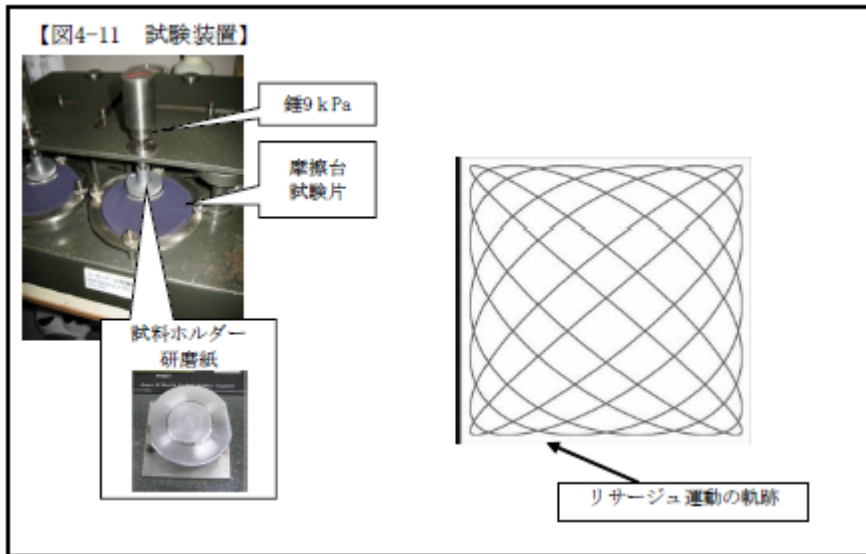 【図4-11　試験装置】
錘9ｋPa
摩擦台
試験片
試料ホルダー
研磨紙
リサージュ運動の軌跡